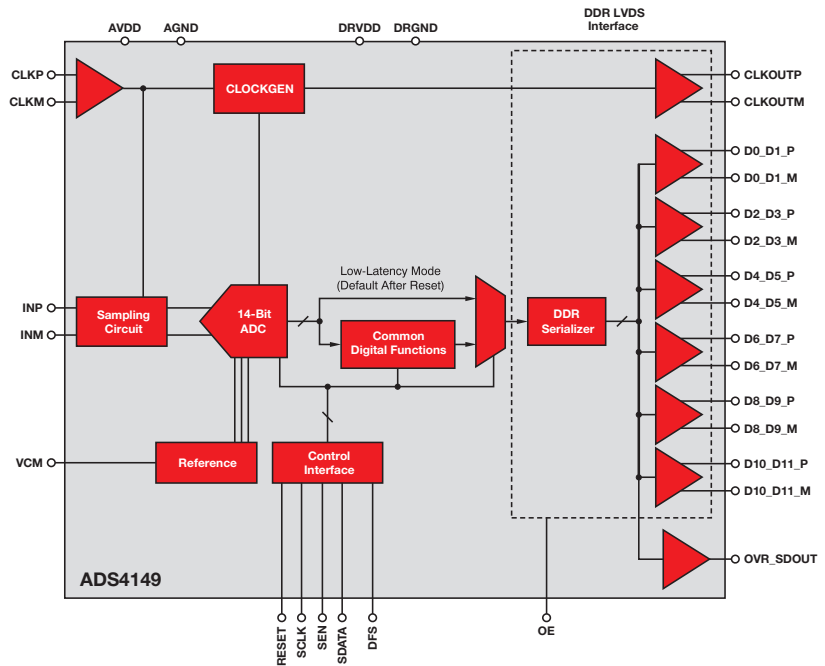 DDR LVDS
Interface
AVDD
AGND
DRVDD
DRGND
CLKP
CLKM
CLOCKGEN
CLKOUTP
CLKOUTM
D0_D1_P
D0_D1_M
D2_D3_P
D2_D3_M
Low-Latency Mode
(Default After Reset)
D4_D5_P
D4_D5_M
INP
INM
Sampling
Circuit
14-Bit
ADC
Common
Digital Functions
DDR
Serializer
D6_D7_P
D6_D7_M
D8_D9_P
D8_D9_M
VCM
Reference
Control
Interface
D10_D11_P
D10_D11_M
OVR_SDOUT
ADS4149
RESET
SCLK
SEN
SDATA
DFS
OE